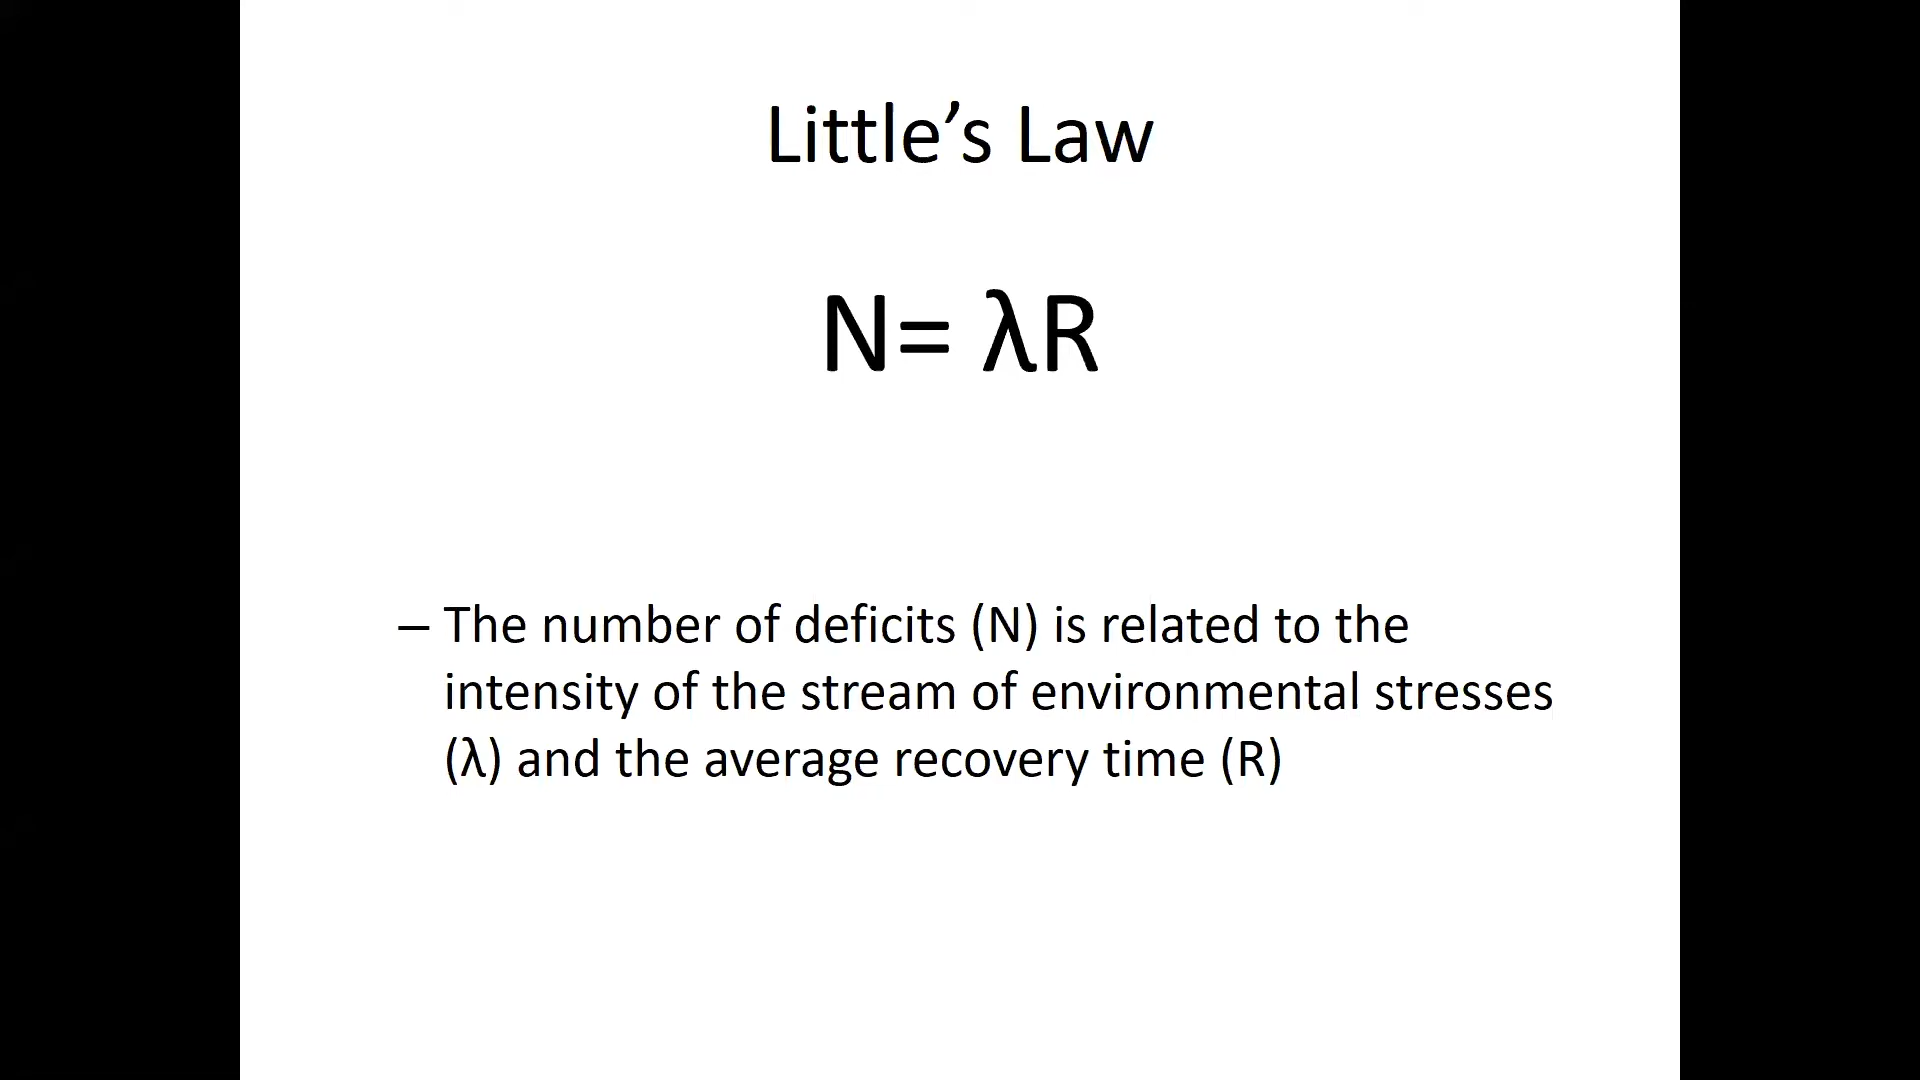 Little’s Law
N= λR
– The number of deficits (N) is related to the
intensity of the stream of environmental stresses
(λ) and the average recovery time (R)